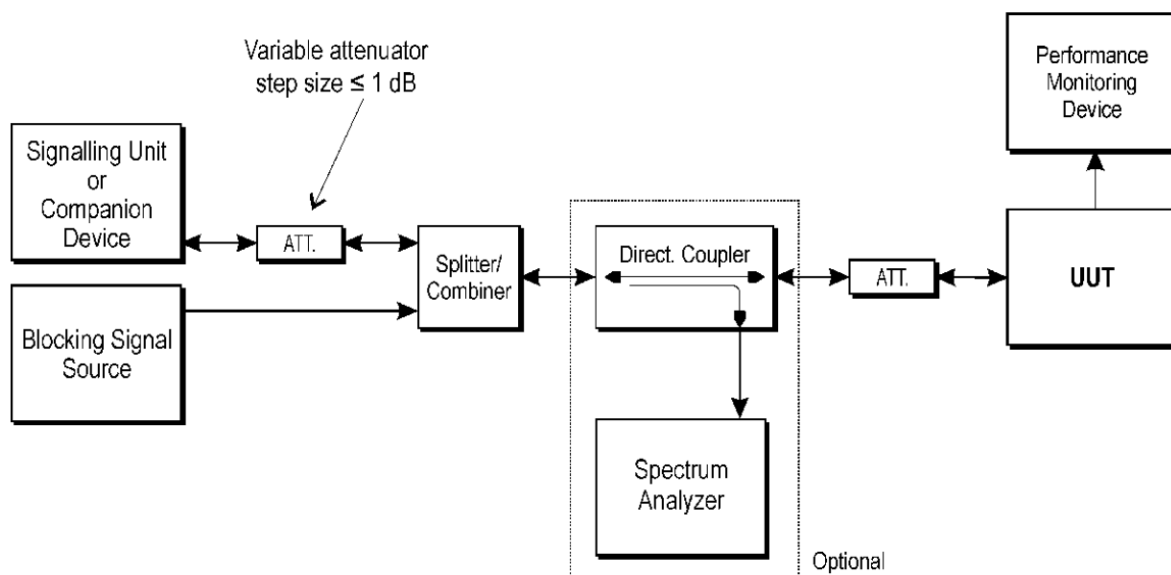 Variable attenuator
step size ≤ 1 dB
Performance
Monitoring
Device
Signalling Unit
or
Companion
Device
ATT.
Splitter/
Combiner
Direct. Coupler
ATT.
UUT
Blocking Signal
Source
Spectrum
Analyzer
Optional